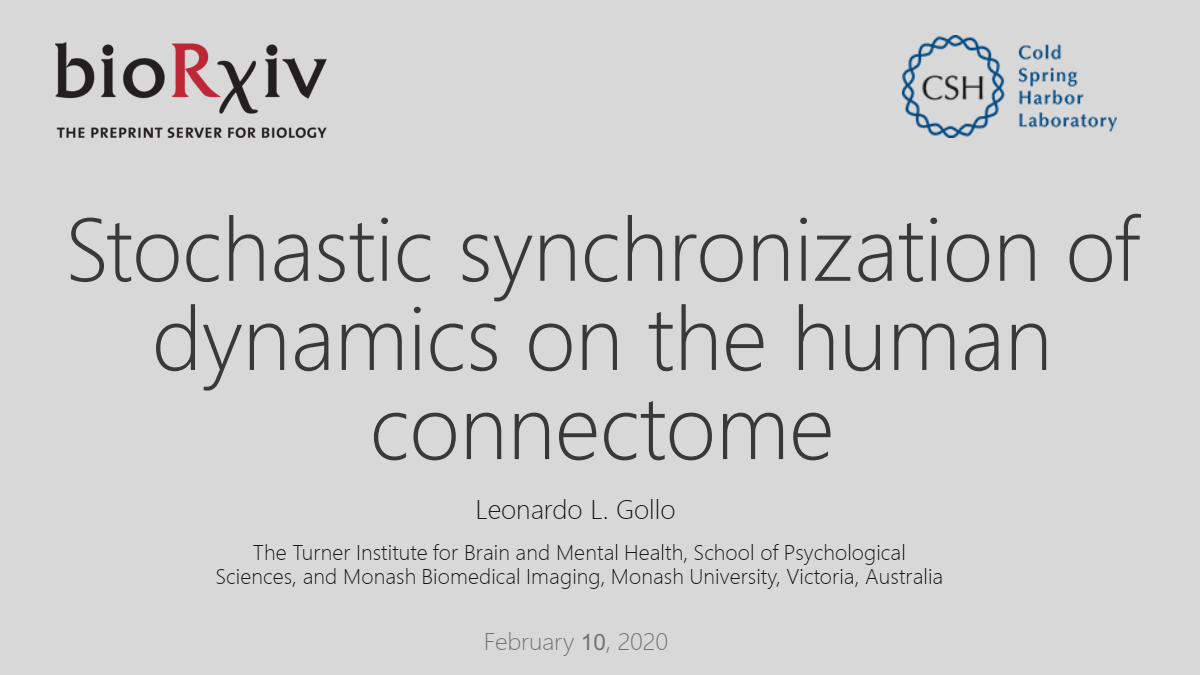 bioRxiv
THE PREPRINT SERVER FOR BIOLOGY
CSH
Cold
Spring
Harbor
Laboratory
Stochastic synchronization of
dynamics on the human
connectome
Leonardo L. Gollo
The Turner Institute for Brain and Mental Health, School of Psychological
Sciences, and Monash Biomedical Imaging, Monash University, Victoria, Australia
February 10, 2020